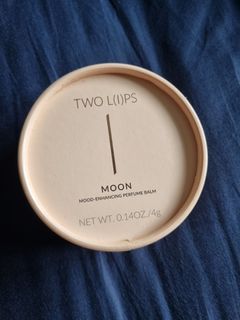 TWO L(I)PS
MOON
MOOD-ENHANCING PERFUME BALM
NET WT. 0.14OZ./4g